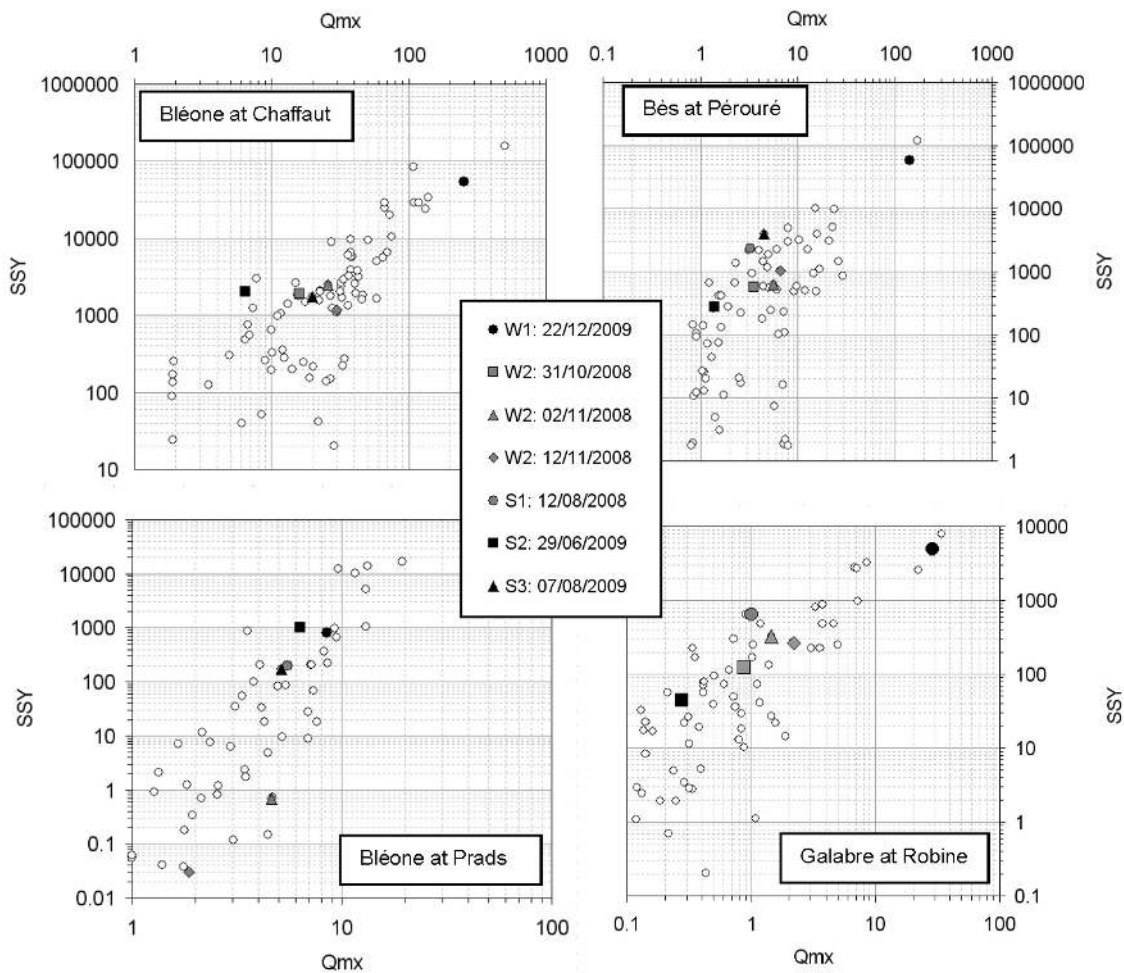 Qmx
Qmx
1 10 100 1000
0.1 1 10 100 1000
Bléone at Chaffaut
Bès at Pérouré
SSY
1000000
100000
10000
1000
100
10
1000000
100000
10000
1000
100
10
1
SSY
W1: 22/12/2009
W2: 31/10/2008
W2: 02/11/2008
W2: 12/11/2008
S1: 12/08/2008
S2: 29/06/2009
S3: 07/08/2009
SSY
100000
10000
1000
100
10
1
0.1
0.01
Bléone at Prads
1 10 100
Qmx
10000
1000
100
10
1
0.1
SSY
Galabre at Robine
0.1 1 10 100
Qmx